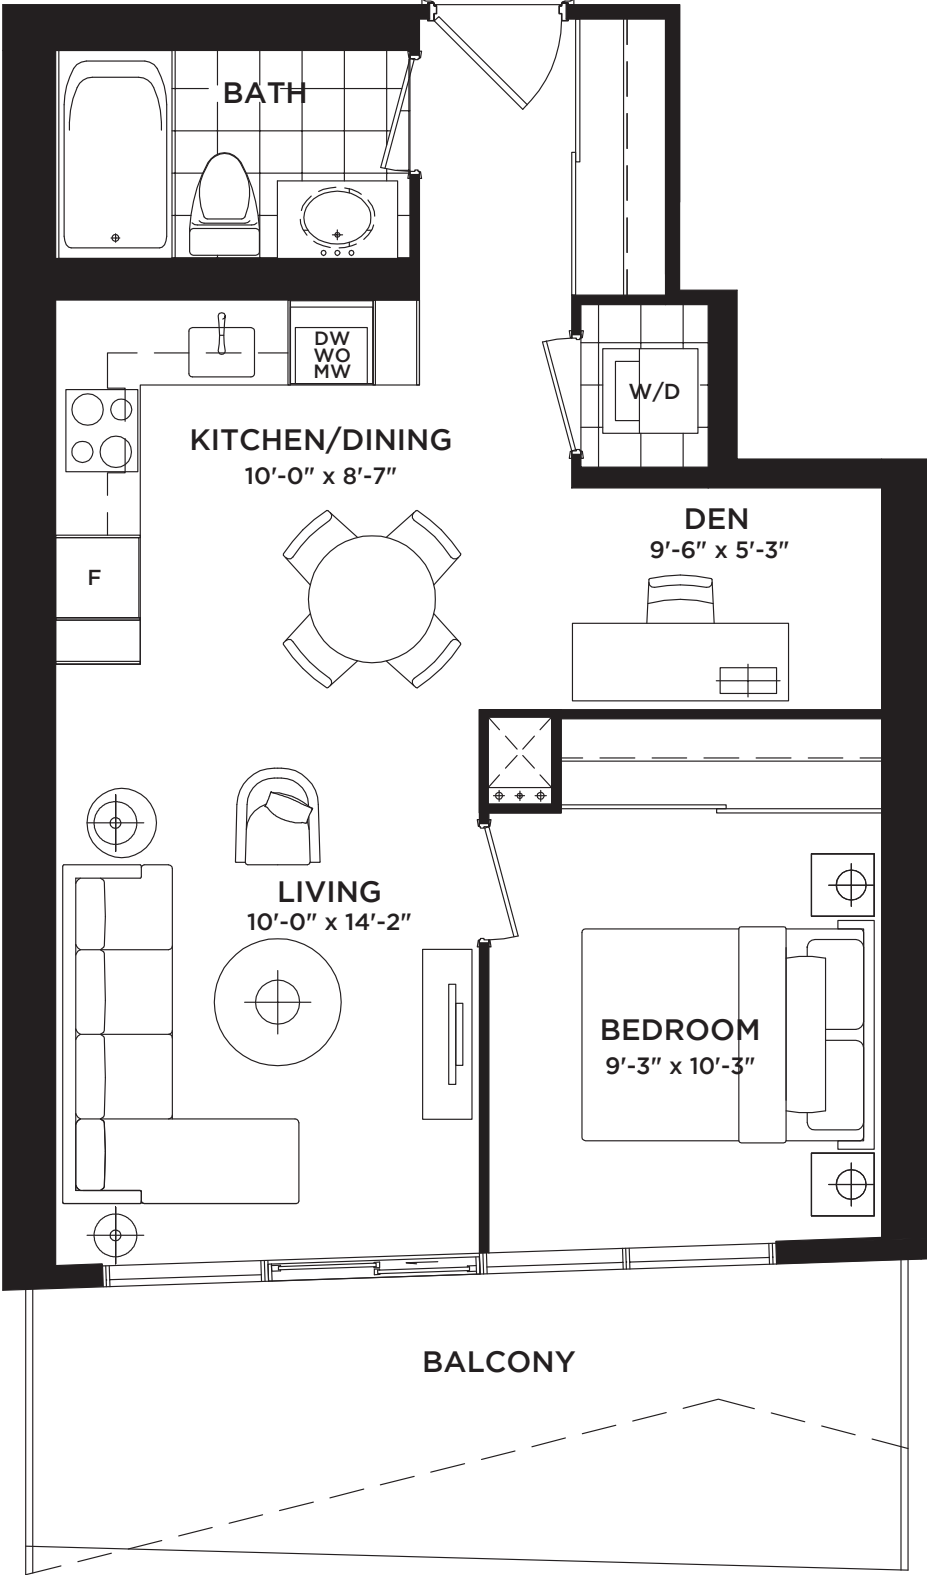 BATH
DW
WO
MW
W/D
KITCHEN/DINING
10'-0" x 8'-7"
DEN
9'-6" x 5'-3"
F
LIVING
10'-0" x 14'-2"
BEDROOM
9'-3" x 10'-3"
BALCONY